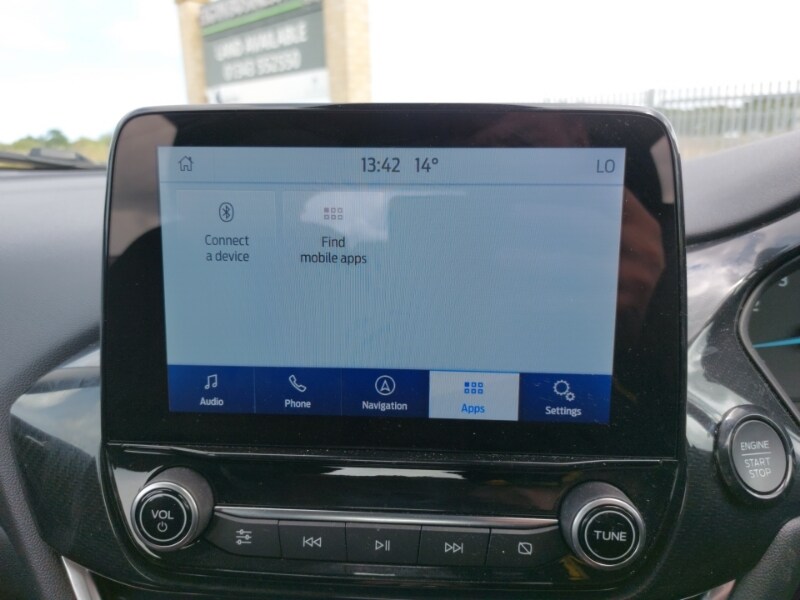 LAND AVAILABLE
13:42 14° LO
Connect
a device
Find
mobile apps
Audio
Phone
Navigation
Apps
Settings
ENGINE
START
STOP
VOL
TUNE
3